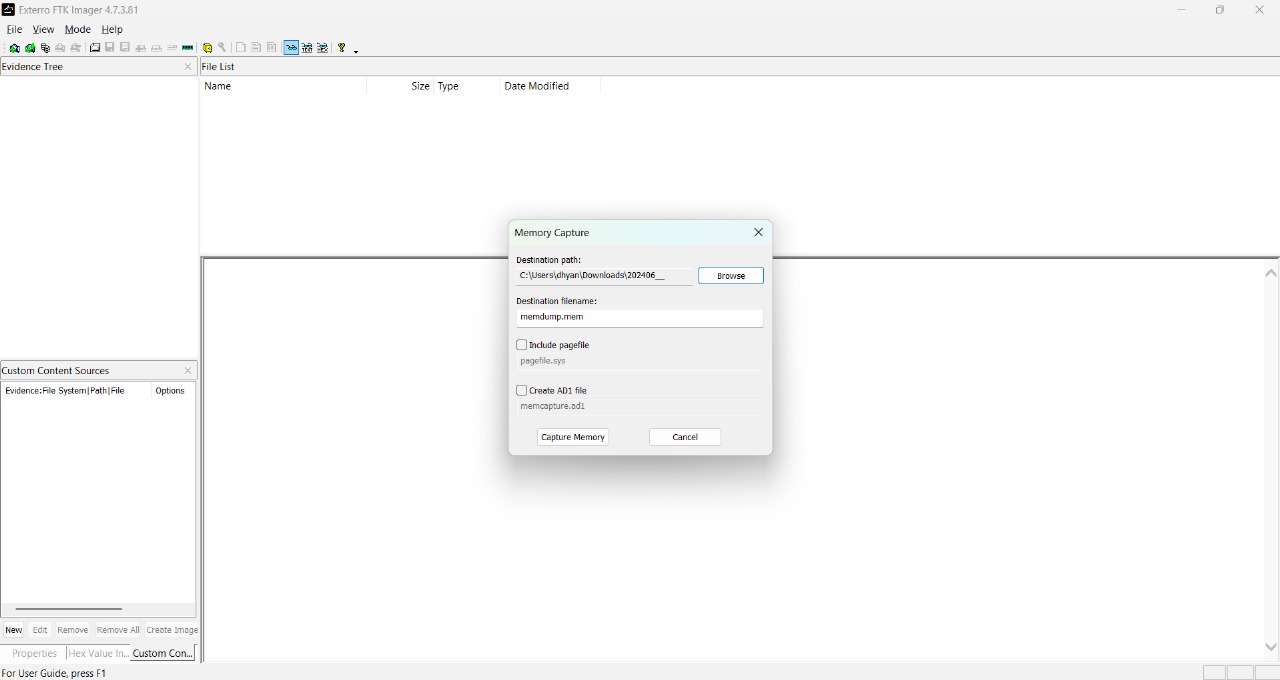 Exterro FTK Imager 4.7.3.81
File View Mode Help
Evidence Tree
File List
Name Size Type Date Modified
Memory Capture
Destination path:
C:\Users\dhyan\Downloads\202406__
Browse
Destination filename:
memdump.mem
Include pagefile
pagefile.sys
Create AD1 file
memcapture.ad1
Capture Memory Cancel
Custom Content Sources
Evidence:File System|Path|File Options
New Edit Remove Remove All Create Image
Properties Hex Value In... Custom Con...
For User Guide, press F1